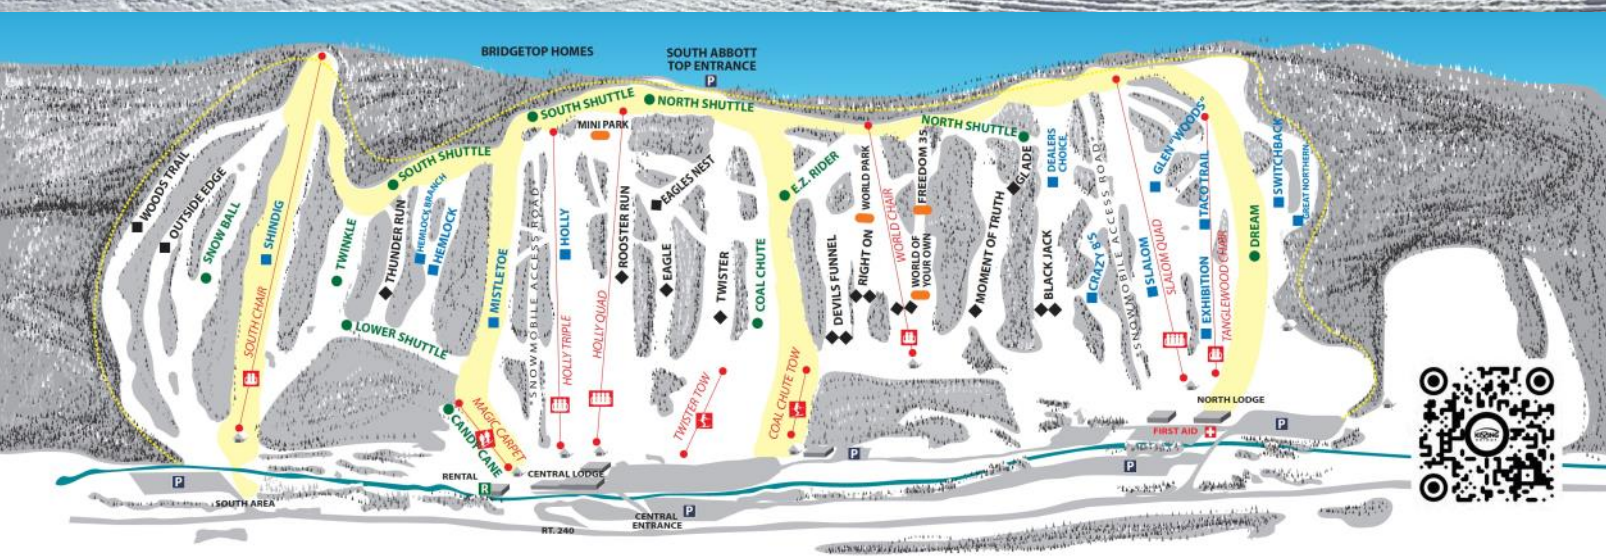 BRIDGETOP HOMES
SOUTH ABBOTT
TOP ENTRANCE
P
SOUTH SHUTTLE
NORTH SHUTTLE
MINI PARK
NORTH SHUTTLE
WOODS TRAIL
OUTSIDE EDGE
SNOW BALL
SHINDIG
SOUTH CHAIR
TWINKLE
SOUTH SHUTTLE
THUNDER RUN
HEMLOCK BRANCH
HEMLOCK
LOWER SHUTTLE
MISTLETOE
"SNOWMOBILE ACCESS ROAD"
HOLLY
HOLLY TRIPLE
HOLLY QUAD
ROOSTER RUN
EAGLES NEST
EAGLE
TWISTER
COAL CHUTE
E.Z. RIDER
DEVILS FUNNEL
RIGHT ON
WORLD PARK
WORLD CHAIR
FREEDOM 35
WORLD OF
YOUR OWN
MOMENT OF TRUTH
GLADE
DEALERS
CHOICE
BLACK JACK
CRAZY 8'S
"SNOWMOBILE ACCESS ROAD"
GLEN "WOODS"
SLALOM
SLALOM QUAD
TACO TRAIL
EXHIBITION
TANGLEWOOD CHAIR
DREAM
SWITCHBACK
GREAT NORTHERN
MAGIC CARPET
CANDY CANE
TWISTER TOW
COAL CHUTE TOW
NORTH LODGE
FIRST AID
P
P
P
P
SOUTH AREA
RENTAL
R
CENTRAL LODGE
CENTRAL
ENTRANCE
P
RT. 240